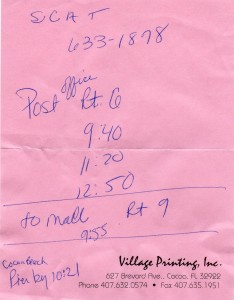 SCAT
633-1878
office
Post Rt. 6
9:40
11:20
12:50
to mall Rt 9
9:55
Cocoa Beach
Pier by 10:21
Village Printing, Inc.
627 Brevard Ave., Cocoa, FL 32922
Phone 407.632.0574 • Fax 407.635.1951